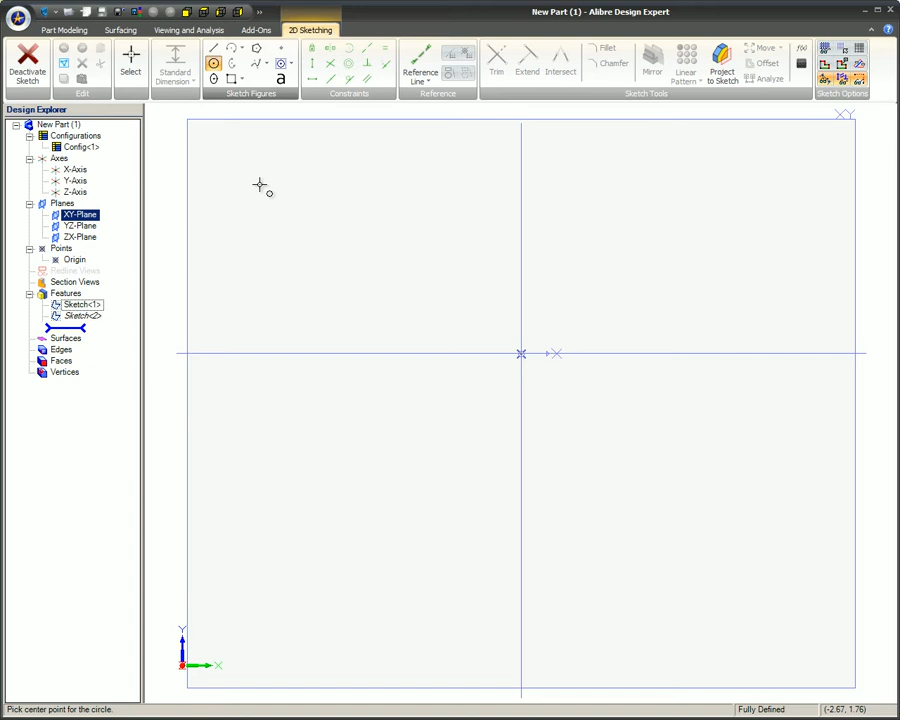 New Part (1) - Alibre Design Expert
Part Modeling Surfacing Viewing and Analysis Add-Ons 2D Sketching
Deactivate Sketch
Edit
Select
Standard Dimension
a
Sketch Figures
Constraints
Reference Line
Reference
Trim
Extend
Intersect
Fillet
Chamfer
Mirror
Linear Pattern
Project to Sketch
Move
Offset
Analyze
f(x)
Sketch Tools
Sketch Options
Design Explorer
New Part (1)
Configurations
Config<1>
Axes
X-Axis
Y-Axis
Z-Axis
Planes
XY-Plane
YZ-Plane
ZX-Plane
Points
Origin
Redline Views
Section Views
Features
Sketch<1>
Sketch<2>
Surfaces
Edges
Faces
Vertices
XY
X
Y
X
Pick center point for the circle.
Fully Defined
(-2.67, 1.76)